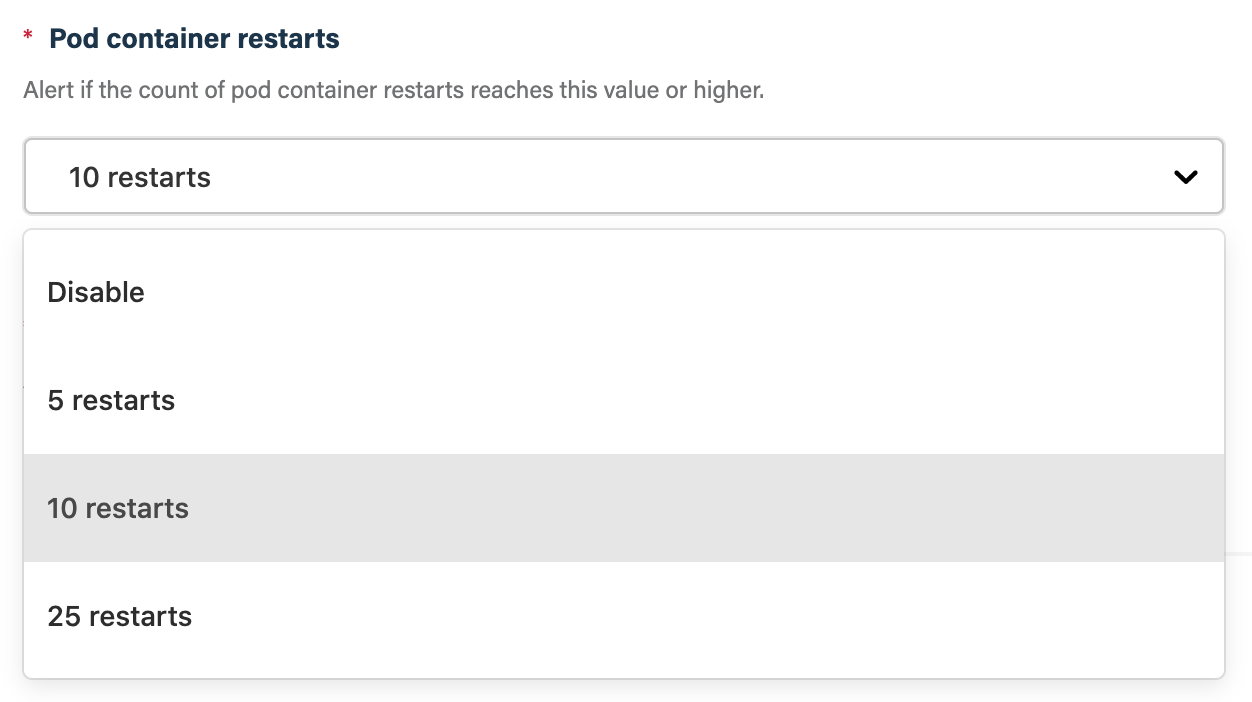 * Pod container restarts
Alert if the count of pod container restarts reaches this value or higher.
10 restarts
Disable
5 restarts
10 restarts
25 restarts